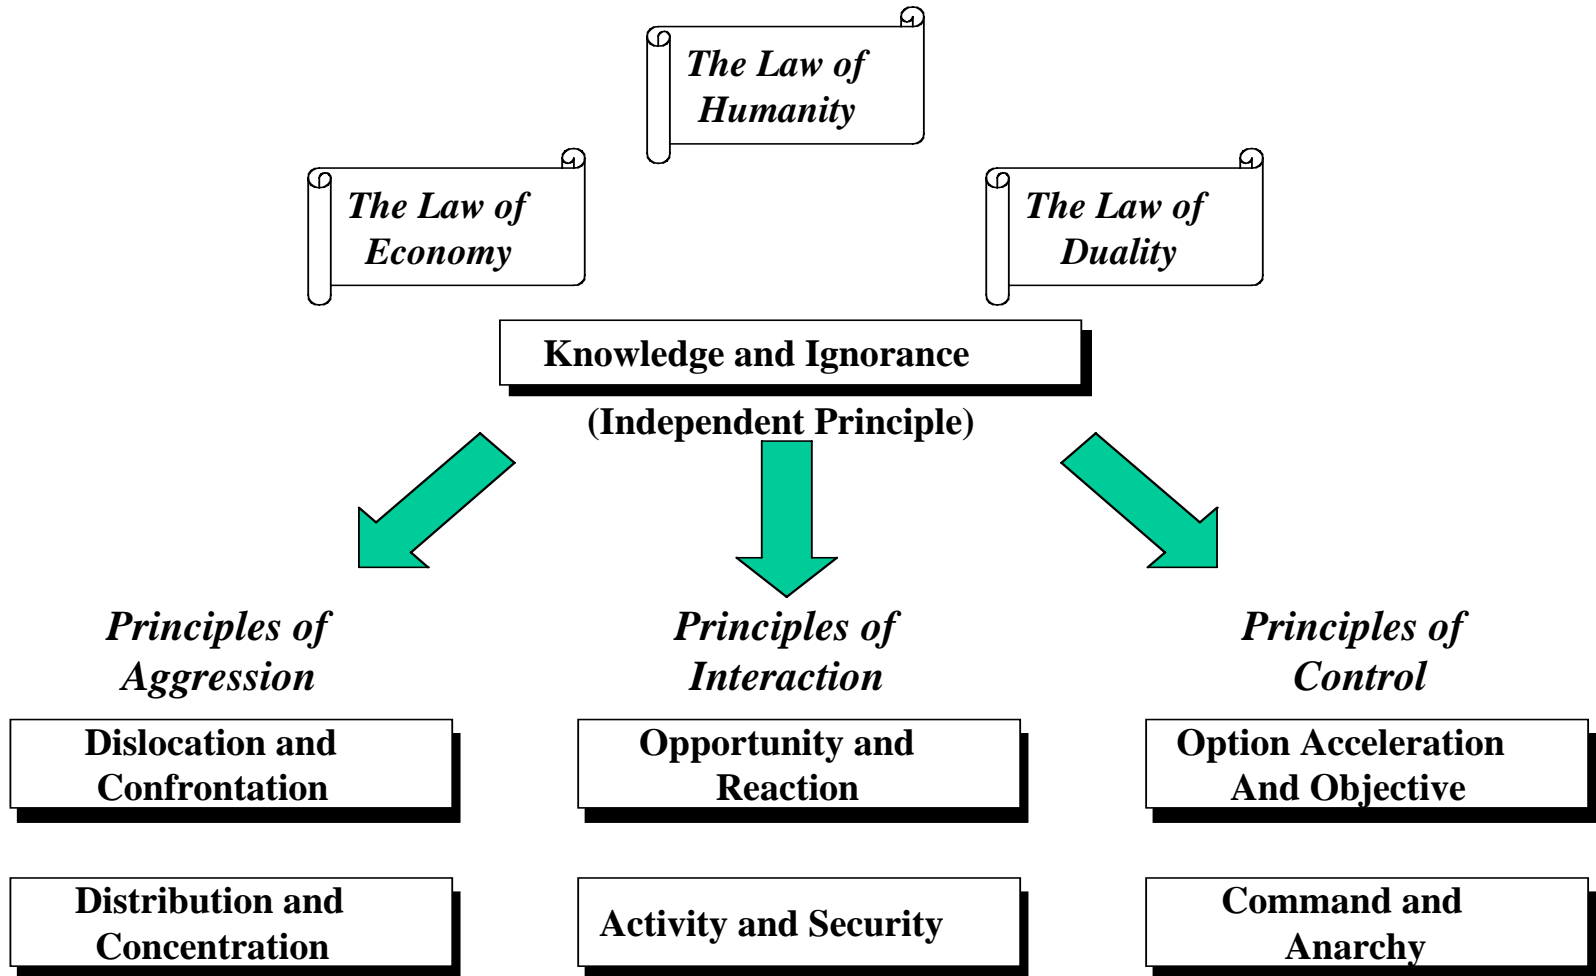 The Law of
Humanity
The Law of
Economy
The Law of
Duality
Knowledge and Ignorance
(Independent Principle)
Principles of
Aggression
Dislocation and
Confrontation
Distribution and
Concentration
Principles of
Interaction
Opportunity and
Reaction
Activity and Security
Principles of
Control
Option Acceleration
And Objective
Command and
Anarchy